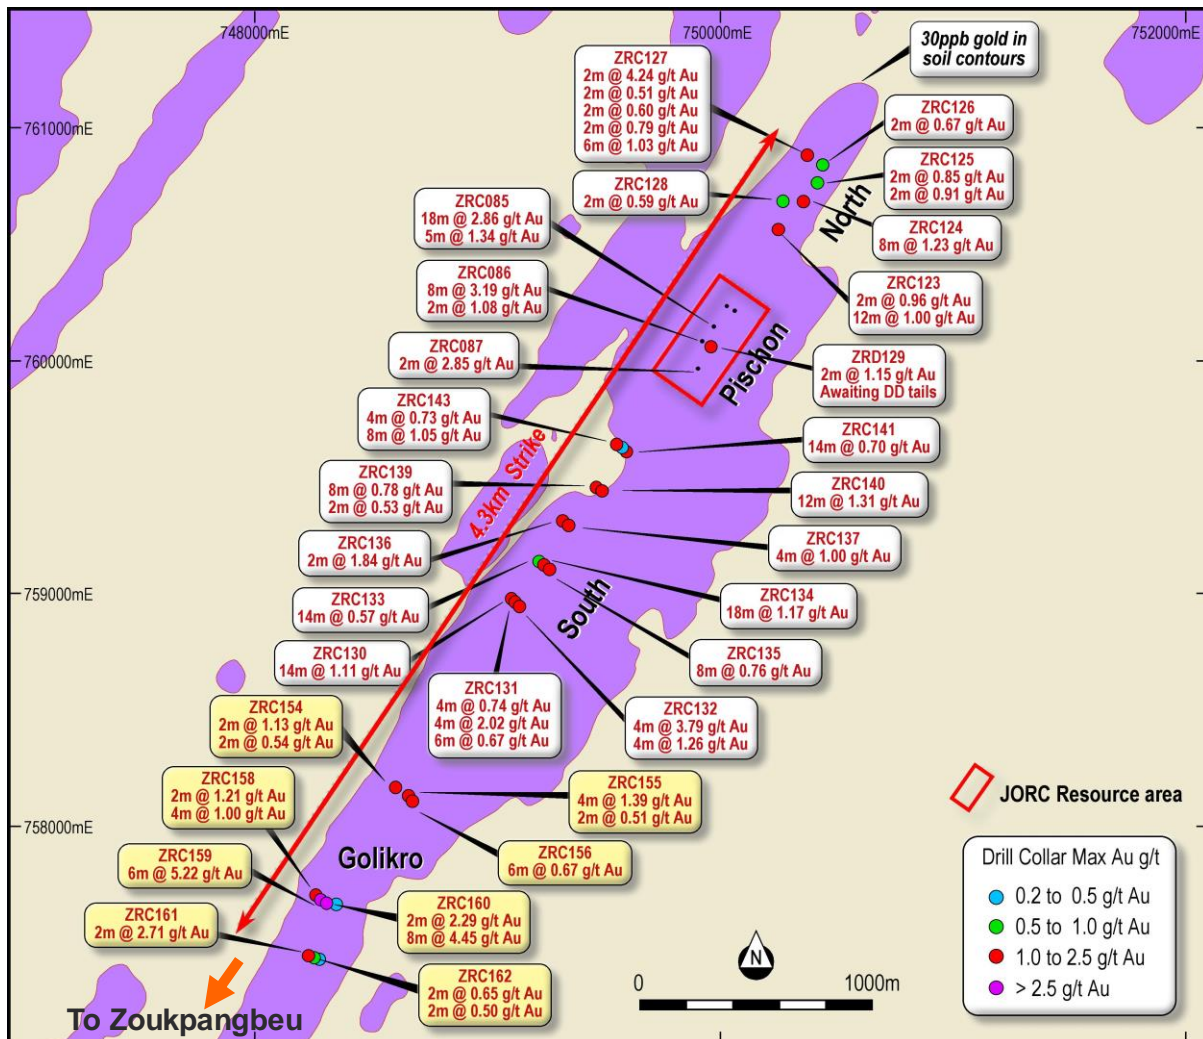 748000mE
750000mE
752000mE
30ppb gold in
soil contours
ZRC127
2m @ 4.24 g/t Au
2m @ 0.51 g/t Au
2m @ 0.60 g/t Au
2m @ 0.79 g/t Au
6m @ 1.03 g/t Au
ZRC126
2m @ 0.67 g/t Au
761000mE
ZRC125
2m @ 0.85 g/t Au
2m @ 0.91 g/t Au
ZRC128
2m @ 0.59 g/t Au
ZRC085
18m @ 2.86 g/t Au
5m @ 1.34 g/t Au
North
ZRC124
8m @ 1.23 g/t Au
ZRC086
8m @ 3.19 g/t Au
2m @ 1.08 g/t Au
ZRC123
2m @ 0.96 g/t Au
12m @ 1.00 g/t Au
ZRC087
2m @ 2.85 g/t Au
760000mE
Pischon
ZRD129
2m @ 1.15 g/t Au
Awaiting DD tails
ZRC143
4m @ 0.73 g/t Au
8m @ 1.05 g/t Au
ZRC141
14m @ 0.70 g/t Au
4.3km Strike
ZRC139
8m @ 0.78 g/t Au
2m @ 0.53 g/t Au
ZRC140
12m @ 1.31 g/t Au
ZRC136
2m @ 1.84 g/t Au
ZRC137
4m @ 1.00 g/t Au
759000mE
ZRC133
14m @ 0.57 g/t Au
South
ZRC134
18m @ 1.17 g/t Au
ZRC130
14m @ 1.11 g/t Au
ZRC135
8m @ 0.76 g/t Au
ZRC131
4m @ 0.74 g/t Au
4m @ 2.02 g/t Au
6m @ 0.67 g/t Au
ZRC132
4m @ 3.79 g/t Au
4m @ 1.26 g/t Au
ZRC154
2m @ 1.13 g/t Au
2m @ 0.54 g/t Au
ZRC158
2m @ 1.21 g/t Au
4m @ 1.00 g/t Au
ZRC155
4m @ 1.39 g/t Au
2m @ 0.51 g/t Au
JORC Resource area
758000mE
Golikro
ZRC156
6m @ 0.67 g/t Au
ZRC159
6m @ 5.22 g/t Au
ZRC160
2m @ 2.29 g/t Au
8m @ 4.45 g/t Au
ZRC161
2m @ 2.71 g/t Au
ZRC162
2m @ 0.65 g/t Au
2m @ 0.50 g/t Au
To Zoukpangbeu
N
0
1000m
Drill Collar Max Au g/t
0.2 to 0.5 g/t Au
0.5 to 1.0 g/t Au
1.0 to 2.5 g/t Au
> 2.5 g/t Au